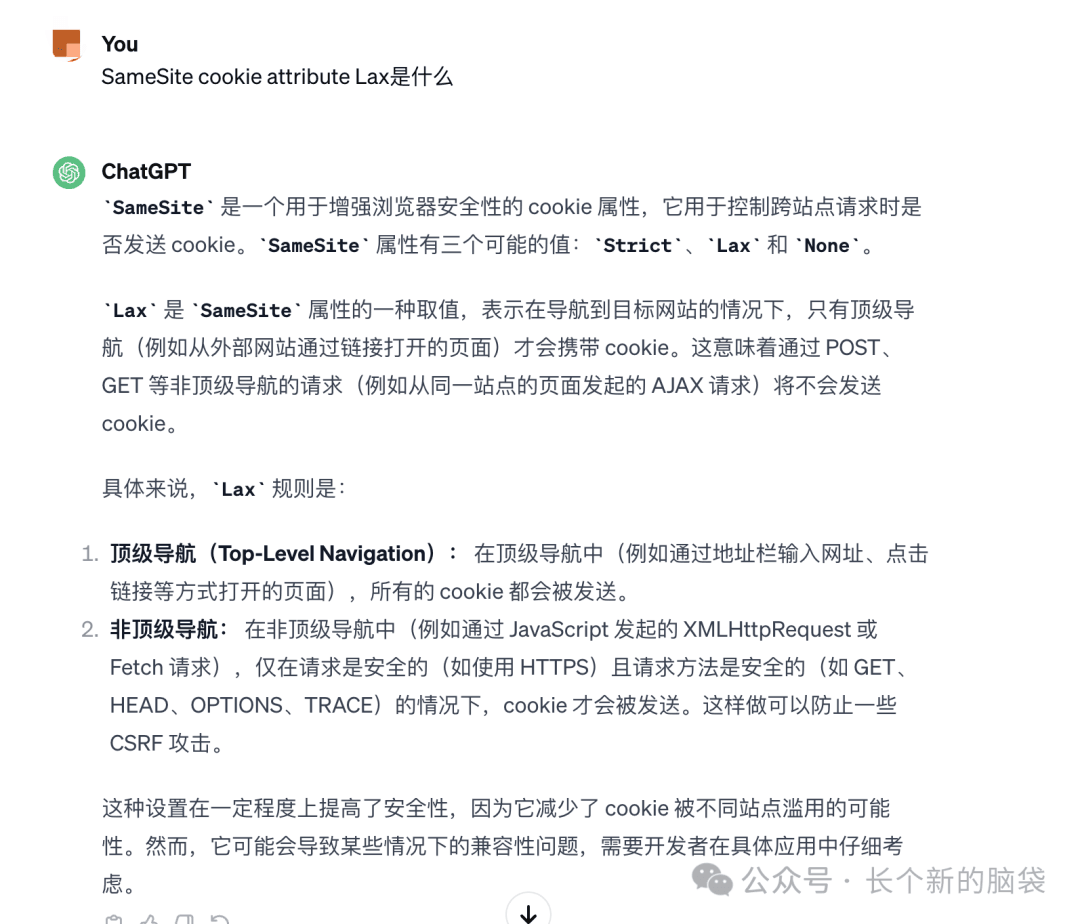 You
SameSite cookie attribute Lax是什么
ChatGPT
`SameSite` 是一个用于增强浏览器安全性的 cookie 属性，它用于控制跨站点请求时是
否发送 cookie。`SameSite` 属性有三个可能的值：`Strict`、`Lax` 和 `None`。
`Lax` 是 `SameSite` 属性的一种取值，表示在导航到目标网站的情况下，只有顶级导
航（例如从外部网站通过链接打开的页面）才会携带 cookie。这意味着通过 POST、
GET 等非顶级导航的请求（例如从同一站点的页面发起的 AJAX 请求）将不会发送
cookie。
具体来说，`Lax` 规则是：
1. 顶级导航（Top-Level Navigation）： 在顶级导航中（例如通过地址栏输入网址、点击
链接等方式打开的页面），所有的 cookie 都会被发送。
2. 非顶级导航： 在非顶级导航中（例如通过 JavaScript 发起的 XMLHttpRequest 或
Fetch 请求），仅在请求是安全的（如使用 HTTPS）且请求方法是安全的（如 GET、
HEAD、OPTIONS、TRACE）的情况下，cookie 才会被发送。这样做可以防止一些
CSRF 攻击。
这种设置在一定程度上提高了安全性，因为它减少了 cookie 被不同站点滥用的可能
性。然而，它可能会导致某些情况下的兼容性问题，需要开发者在具体应用中仔细考
虑。
公众号 · 长个新的脑袋